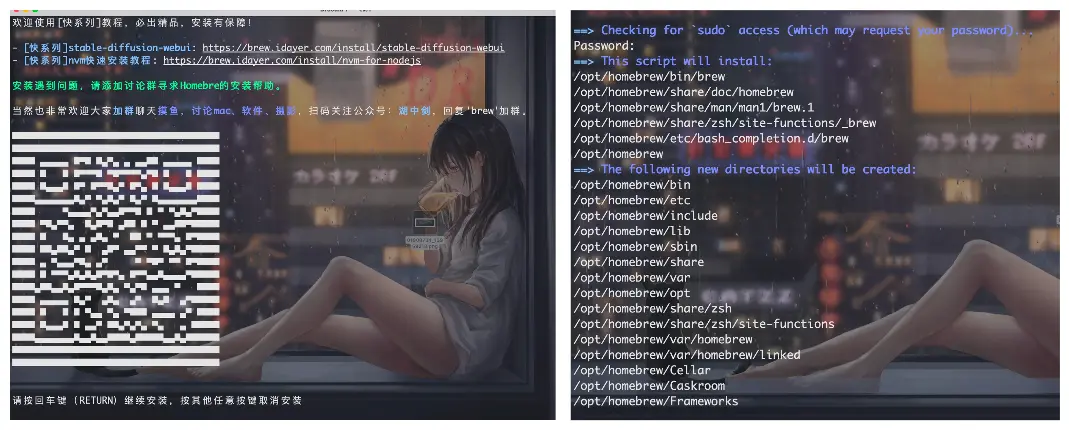 欢迎使用[快系列]教程，必出精品，安装有保障！
- [快系列]stable-diffusion-webui: https://brew.idayer.com/install/stable-diffusion-webui
- [快系列]nvm快速安装教程: https://brew.idayer.com/install/nvm-for-nodejs
安装遇到问题，请添加讨论群寻求Homebre的安装帮助。
当然也非常欢迎大家加群聊天摸鱼，讨论mac、软件、摄影，扫码关注公众号：湖中剑，回复'brew'加群。
カラオケ 2RF
请按回车键 (RETURN) 继续安装，按其他任意按键取消安装
==> Checking for `sudo` access (which may request your password)...
Password:
==> This script will install:
/opt/homebrew/bin/brew
/opt/homebrew/share/doc/homebrew
/opt/homebrew/share/man/man1/brew.1
/opt/homebrew/share/zsh/site-functions/_brew
/opt/homebrew/etc/bash_completion.d/brew
/opt/homebrew
==> The following new directories will be created:
/opt/homebrew/bin
/opt/homebrew/etc
/opt/homebrew/include
/opt/homebrew/lib
/opt/homebrew/sbin
/opt/homebrew/share
/opt/homebrew/var
/opt/homebrew/opt
/opt/homebrew/share/zsh
/opt/homebrew/share/zsh/site-functions
/opt/homebrew/var/homebrew
/opt/homebrew/var/homebrew/linked
/opt/homebrew/Cellar
/opt/homebrew/Caskroom
/opt/homebrew/Frameworks
カラオケ 2RF